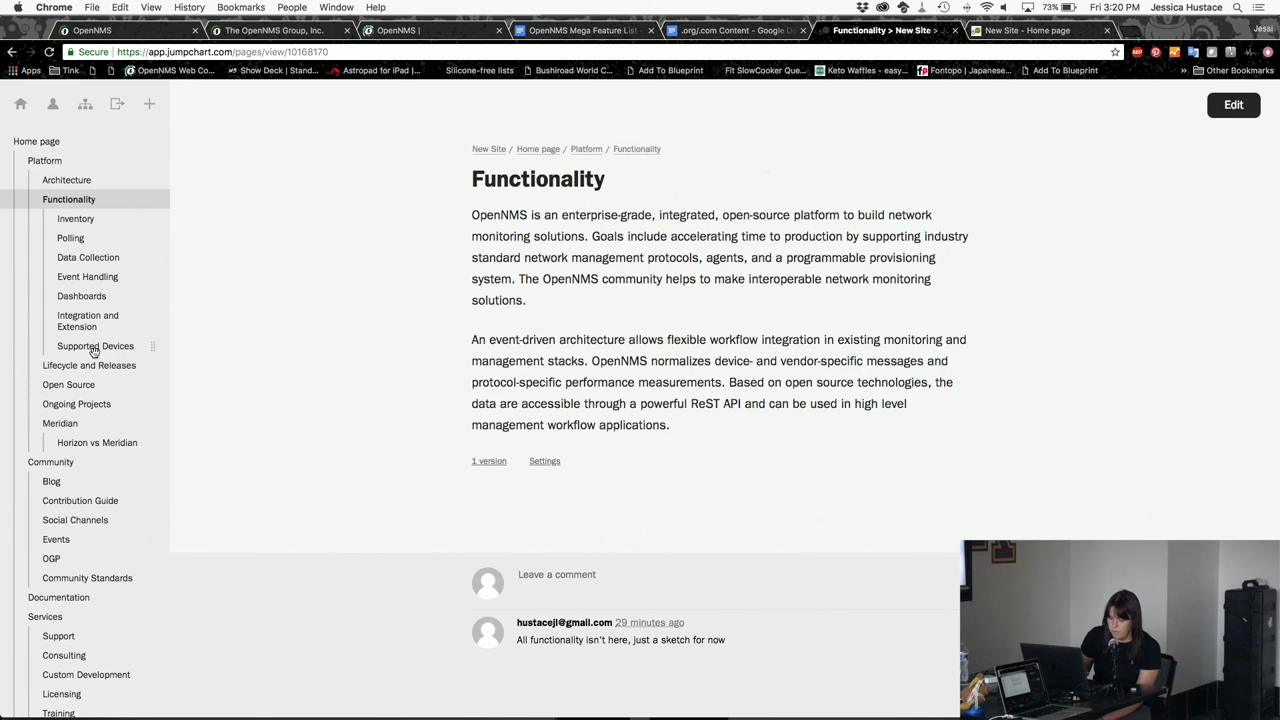 Chrome File Edit View History Bookmarks People Window Help 73% Fri 3:20 PM Jessica Hustace
OpenNMS The OpenNMS Group, Inc. OpenNMS | OpenNMS Mega Feature List - .org/.com Content - Google D Functionality > New Site > New Site - Home page Jessi
Secure https://app.jumpchart.com/pages/view/10168170
Apps Tink OpenNMS Web Co... Show Deck | Stand... Astropad for iPad |... Silicone-free lists Bushiroad World C... Add To Blueprint Fit SlowCooker Que... Keto Waffles - easy... Fontopo | Japanese... Add To Blueprint » Other Bookmarks
Edit
Home page
Platform
Architecture
Functionality
Inventory
Polling
Data Collection
Event Handling
Dashboards
Integration and
Extension
Supported Devices
Lifecycle and Releases
Open Source
Ongoing Projects
Meridian
Horizon vs Meridian
Community
Blog
Contribution Guide
Social Channels
Events
OGP
Community Standards
Documentation
Services
Support
Consulting
Custom Development
Licensing
Training
New Site / Home page / Platform / Functionality
Functionality
OpenNMS is an enterprise-grade, integrated, open-source platform to build network
monitoring solutions. Goals include accelerating time to production by supporting industry
standard network management protocols, agents, and a programmable provisioning
system. The OpenNMS community helps to make interoperable network monitoring
solutions.
An event-driven architecture allows flexible workflow integration in existing monitoring and
management stacks. OpenNMS normalizes device- and vendor-specific messages and
protocol-specific performance measurements. Based on open source technologies, the
data are accessible through a powerful ReST API and can be used in high level
management workflow applications.
1 version Settings
Leave a comment
hustacejl@gmail.com 29 minutes ago
All functionality isn't here, just a sketch for now